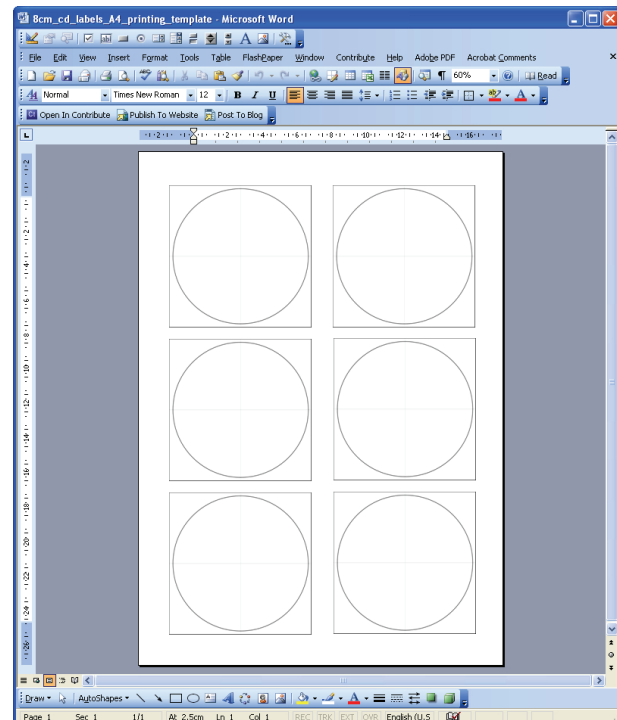 8cm_cd_labels_A4_printing_template - Microsoft Word
File Edit View Insert Format Tools Table FlashPaper Window Contribute Help Adobe PDF Acrobat Comments
60% Read
Normal Times New Roman 12 B I U
Open In Contribute Publish To Website Post To Blog
Draw AutoShapes
Page 1 Sec 1 1/1 At 2.5cm Ln 1 Col 1 REC TRK EXT OVR English (U.S